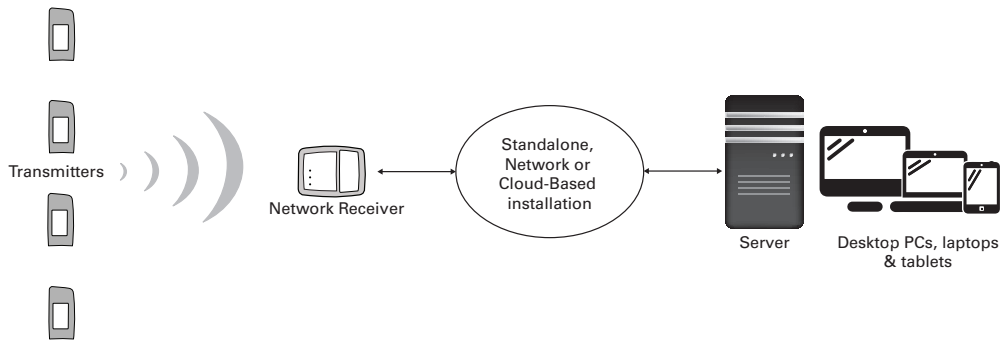 Transmitters
Network Receiver
Standalone,
Network or
Cloud-Based
installation
Server
Desktop PCs, laptops
& tablets